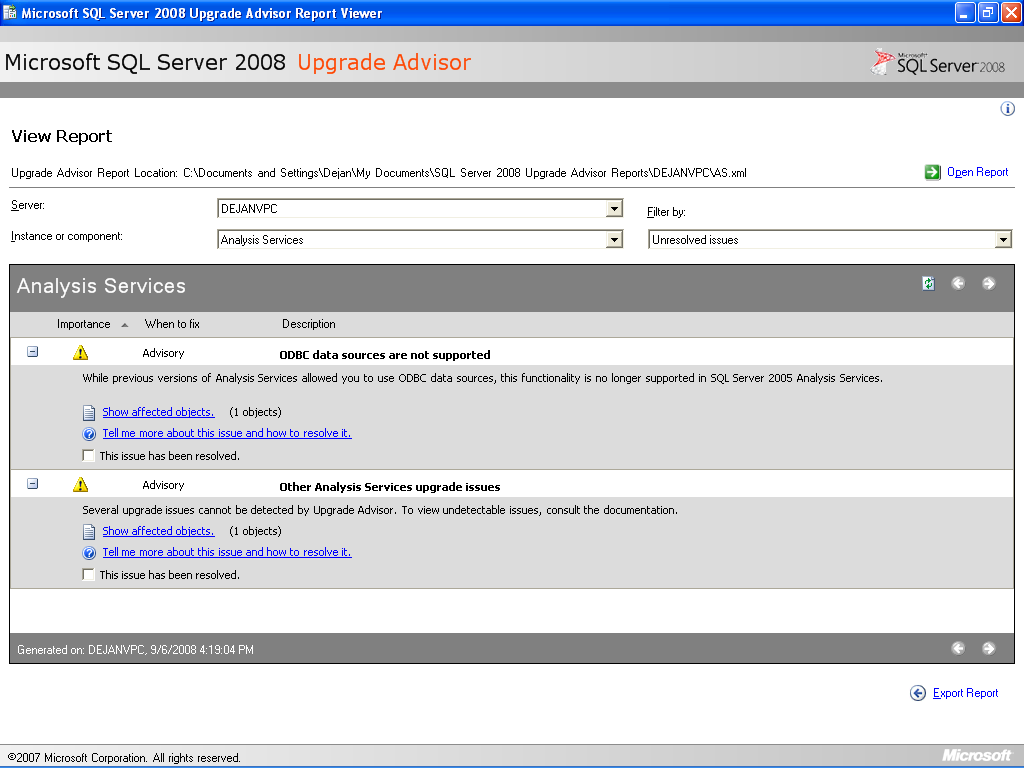 Microsoft SQL Server 2008 Upgrade Advisor Report Viewer
Microsoft SQL Server 2008 Upgrade Advisor
Microsoft SQL Server 2008
View Report
Upgrade Advisor Report Location: C:\Documents and Settings\Dejan\My Documents\SQL Server 2008 Upgrade Advisor Reports\DEJANVPC\AS.xml
Open Report
Server: DEJANVPC
Filter by:
Instance or component: Analysis Services
Unresolved issues
Analysis Services
Importance When to fix Description
Advisory ODBC data sources are not supported
While previous versions of Analysis Services allowed you to use ODBC data sources, this functionality is no longer supported in SQL Server 2005 Analysis Services.
Show affected objects. (1 objects)
Tell me more about this issue and how to resolve it.
This issue has been resolved.
Advisory Other Analysis Services upgrade issues
Several upgrade issues cannot be detected by Upgrade Advisor. To view undetectable issues, consult the documentation.
Show affected objects. (1 objects)
Tell me more about this issue and how to resolve it.
This issue has been resolved.
Generated on: DEJANVPC, 9/6/2008 4:19:04 PM
Export Report
©2007 Microsoft Corporation. All rights reserved.
Microsoft